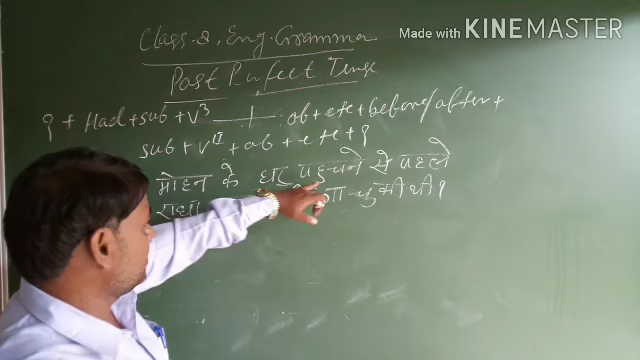 Made with KINEMASTER
Class-8, Eng. Grammar
Past Perfect Tense
Q + Had + sub + V³ ob + etc + before/after +
sub + v^II + ob + etc + ?
मोहन के घर पहुचने से पहले
राधा चुकी थी?